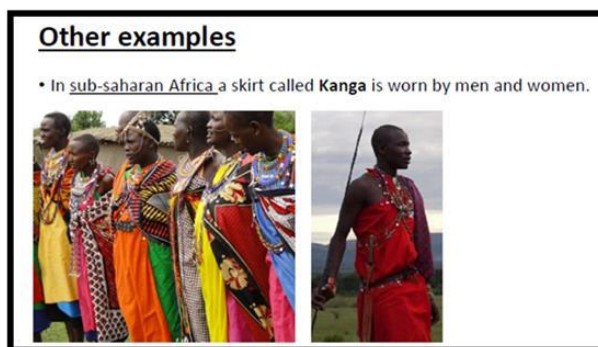 Other examples
• In sub-saharan Africa a skirt called Kanga is worn by men and women.